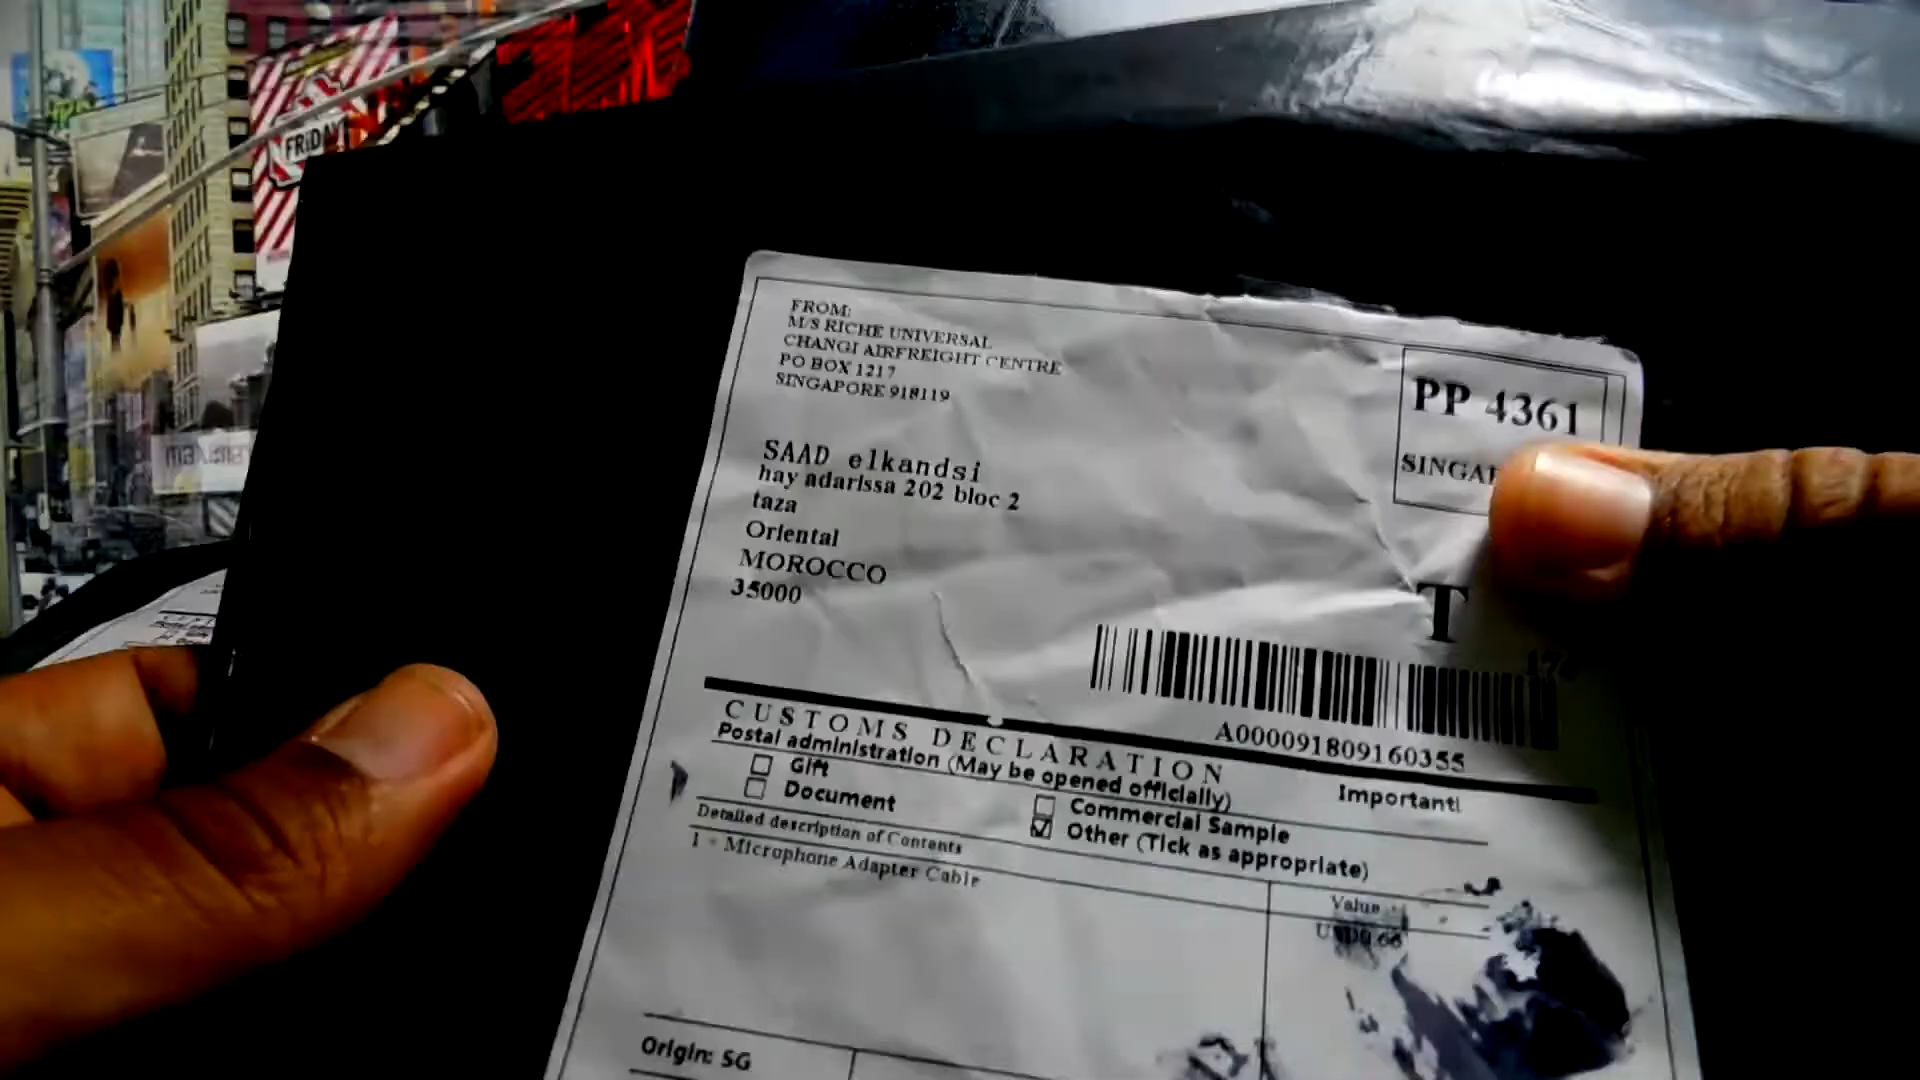 FRIDAY
FROM:
M/S RICHE UNIVERSAL
CHANGI AIRFREIGHT CENTRE
PO BOX 1217
SINGAPORE 918119
PP 4361
SINGAP
SAAD elkandsi
hay adarissa 202 bloc 2
taza
Oriental
MOROCCO
35000
T
A000091809160355
CUSTOMS DECLARATION
Postal administration (May be opened officially)
Important!
Gift
Document
Commercial Sample
Other (Tick as appropriate)
Detailed description of Contents
1 - Microphone Adapter Cable
Value
Origin: SG